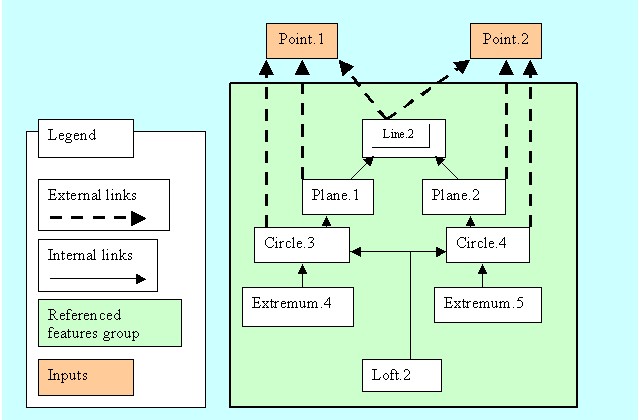 Point.1
Point.2
Legend
Line.2
External links
Plane.1
Plane.2
Circle.3
Circle.4
Internal links
Extremum.4
Extremum.5
Referenced
features group
Inputs
Loft.2